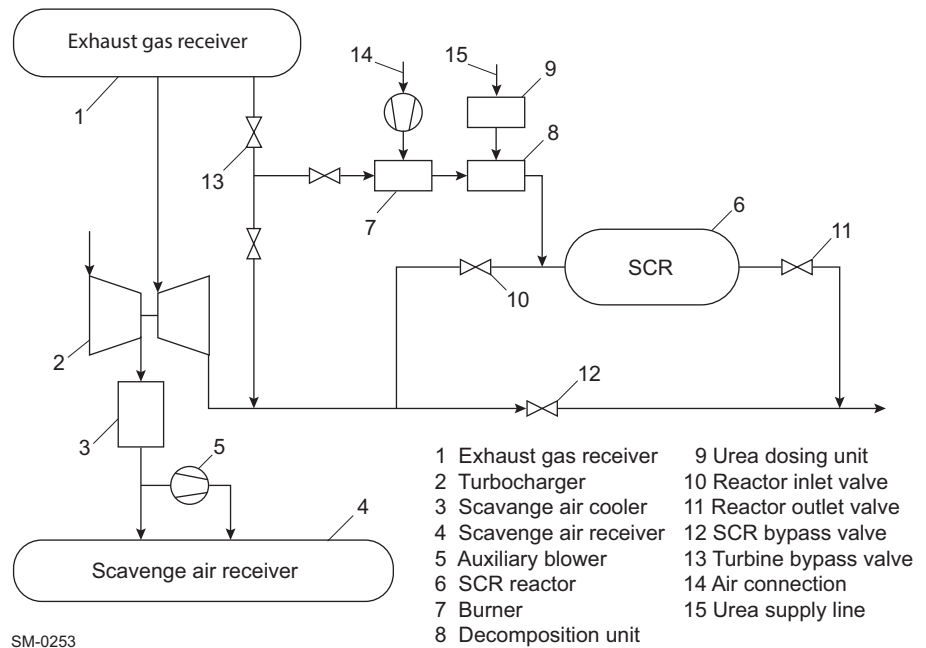 Exhaust gas receiver
14
15
9
1
8
13
7
6
11
SCR
10
2
12
3
5
4
Scavenge air receiver
1 Exhaust gas receiver
2 Turbocharger
3 Scavange air cooler
4 Scavenge air receiver
5 Auxiliary blower
6 SCR reactor
7 Burner
8 Decomposition unit
9 Urea dosing unit
10 Reactor inlet valve
11 Reactor outlet valve
12 SCR bypass valve
13 Turbine bypass valve
14 Air connection
15 Urea supply line
SM-0253